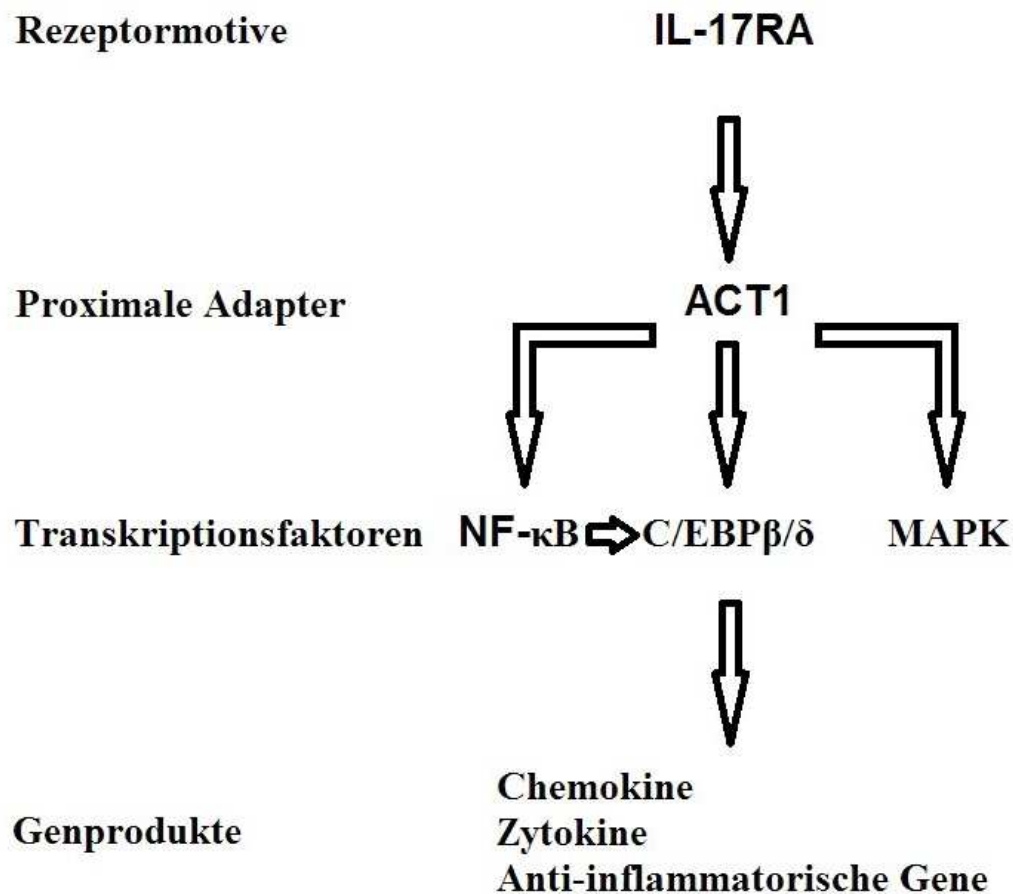 Rezeptormotive IL-17RA
Proximale Adapter ACT1
Transkriptionsfaktoren NF-κB C/EBPβ/δ MAPK
Chemokine
Genprodukte Zytokine
Anti-inflammatorische Gene